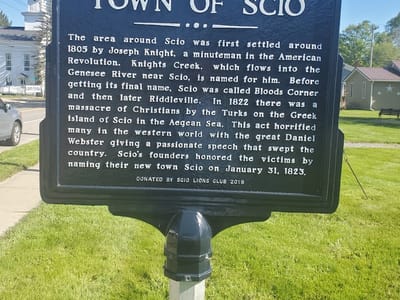 TOWN OF SCIO
The area around Scio was first settled around
1805 by Joseph Knight, a minuteman in the American
Revolution. Knights Creek, which flows into the
Genesee River near Scio, is named for him. Before
getting its final name, Scio was called Bloods Corner
and then later Riddleville. In 1822 there was a
massacre of Christians by the Turks on the Greek
Island of Scio in the Aegean Sea. This act horrified
many in the western world with the great Daniel
Webster giving a passionate speech that swept the
country. Scio's founders honored the victims by
naming their new town Scio on January 31, 1823.
DONATED BY SCIO LIONS CLUB 2019